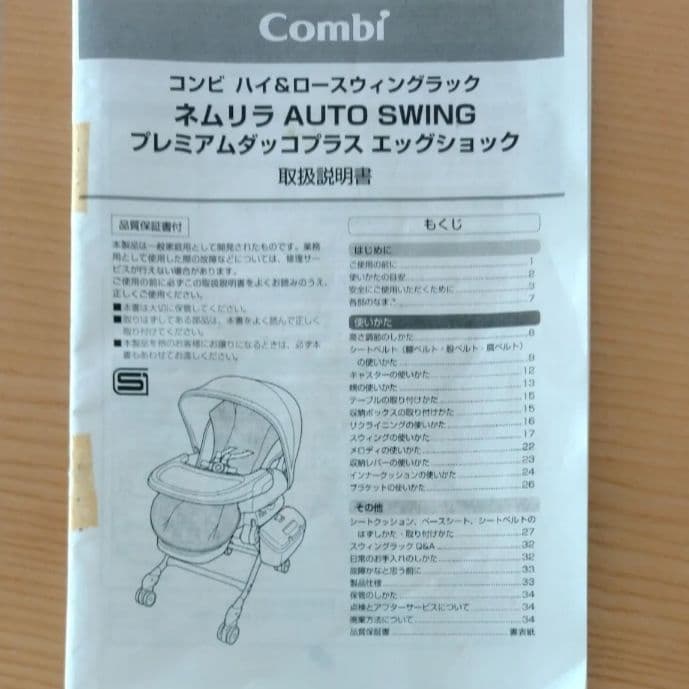 Combi
コンビ ハイ&ロースウィングラック
ネムリラ AUTO SWING
プレミアムダッコプラス エッグショック
取扱説明書
品質保証書付
本製品は一般家庭用として開発されたものです。業務
用として使用した際の故障などについては、修理サー
ビスが行えない場合があります。
ご使用の前に必ずこの取扱説明書をよくお読みのうえ、
正しくご使用ください。
■本書は大切に保管してください。
■取りはずしてある部品は、本書をよく読んで正しく
取り付けてください。
■本製品を他のお客様にお譲りになるときは、必ず本
書もあわせてお渡しください。
もくじ
はじめに
ご使用の前に 1
使いかたの目安 2
安全にご使用いただくために 3
各部のなまえ 7
使いかた
高さ調節のしかた 8
シートベルト(腰ベルト・股ベルト・肩ベルト)
の使いかた 9
キャスターの使いかた 12
幌の使いかた 13
テーブルの取り付けかた 15
収納ボックスの取り付けかた 15
リクライニングの使いかた 16
スウィングの使いかた 17
メロディの使いかた 22
収納レバーの使いかた 23
インナークッションの使いかた 24
ブラケットの使いかた 26
その他
シートクッション、ベースシート、シートベルトの
はずしかた・取り付けかた 27
スウィングラック Q&A 32
日常のお手入れのしかた 32
故障かなと思う前に 33
製品仕様 33
保管のしかた 34
点検とアフターサービスについて 34
廃棄方法について 34
品質保証書 裏表紙